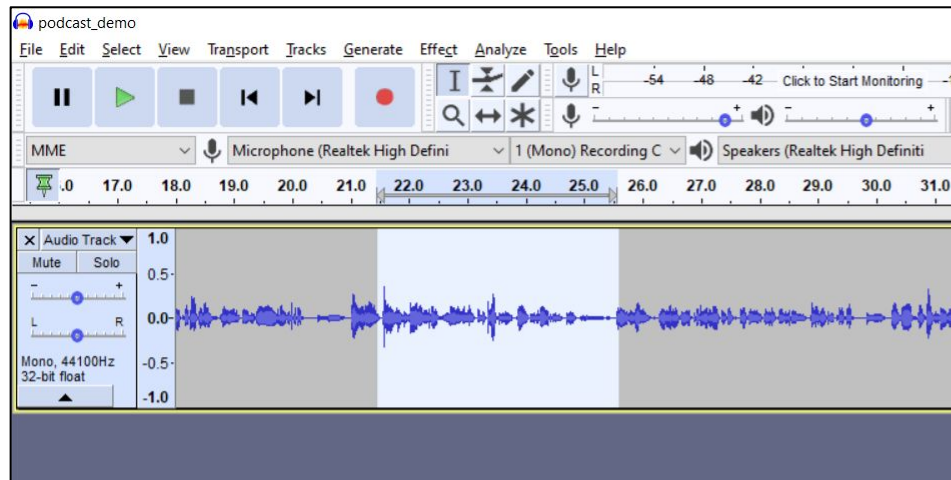 podcast_demo
File Edit Select View Transport Tracks Generate Effect Analyze Tools Help
L
R
-54 -48 -42 Click to Start Monitoring
- + - +
MME Microphone (Realtek High Defini 1 (Mono) Recording C Speakers (Realtek High Definiti
.0 17.0 18.0 19.0 20.0 21.0 22.0 23.0 24.0 25.0 26.0 27.0 28.0 29.0 30.0 31.0
X Audio Track 1.0
Mute Solo
0.5
- +
L R 0.0
Mono, 44100Hz -0.5
32-bit float
-1.0